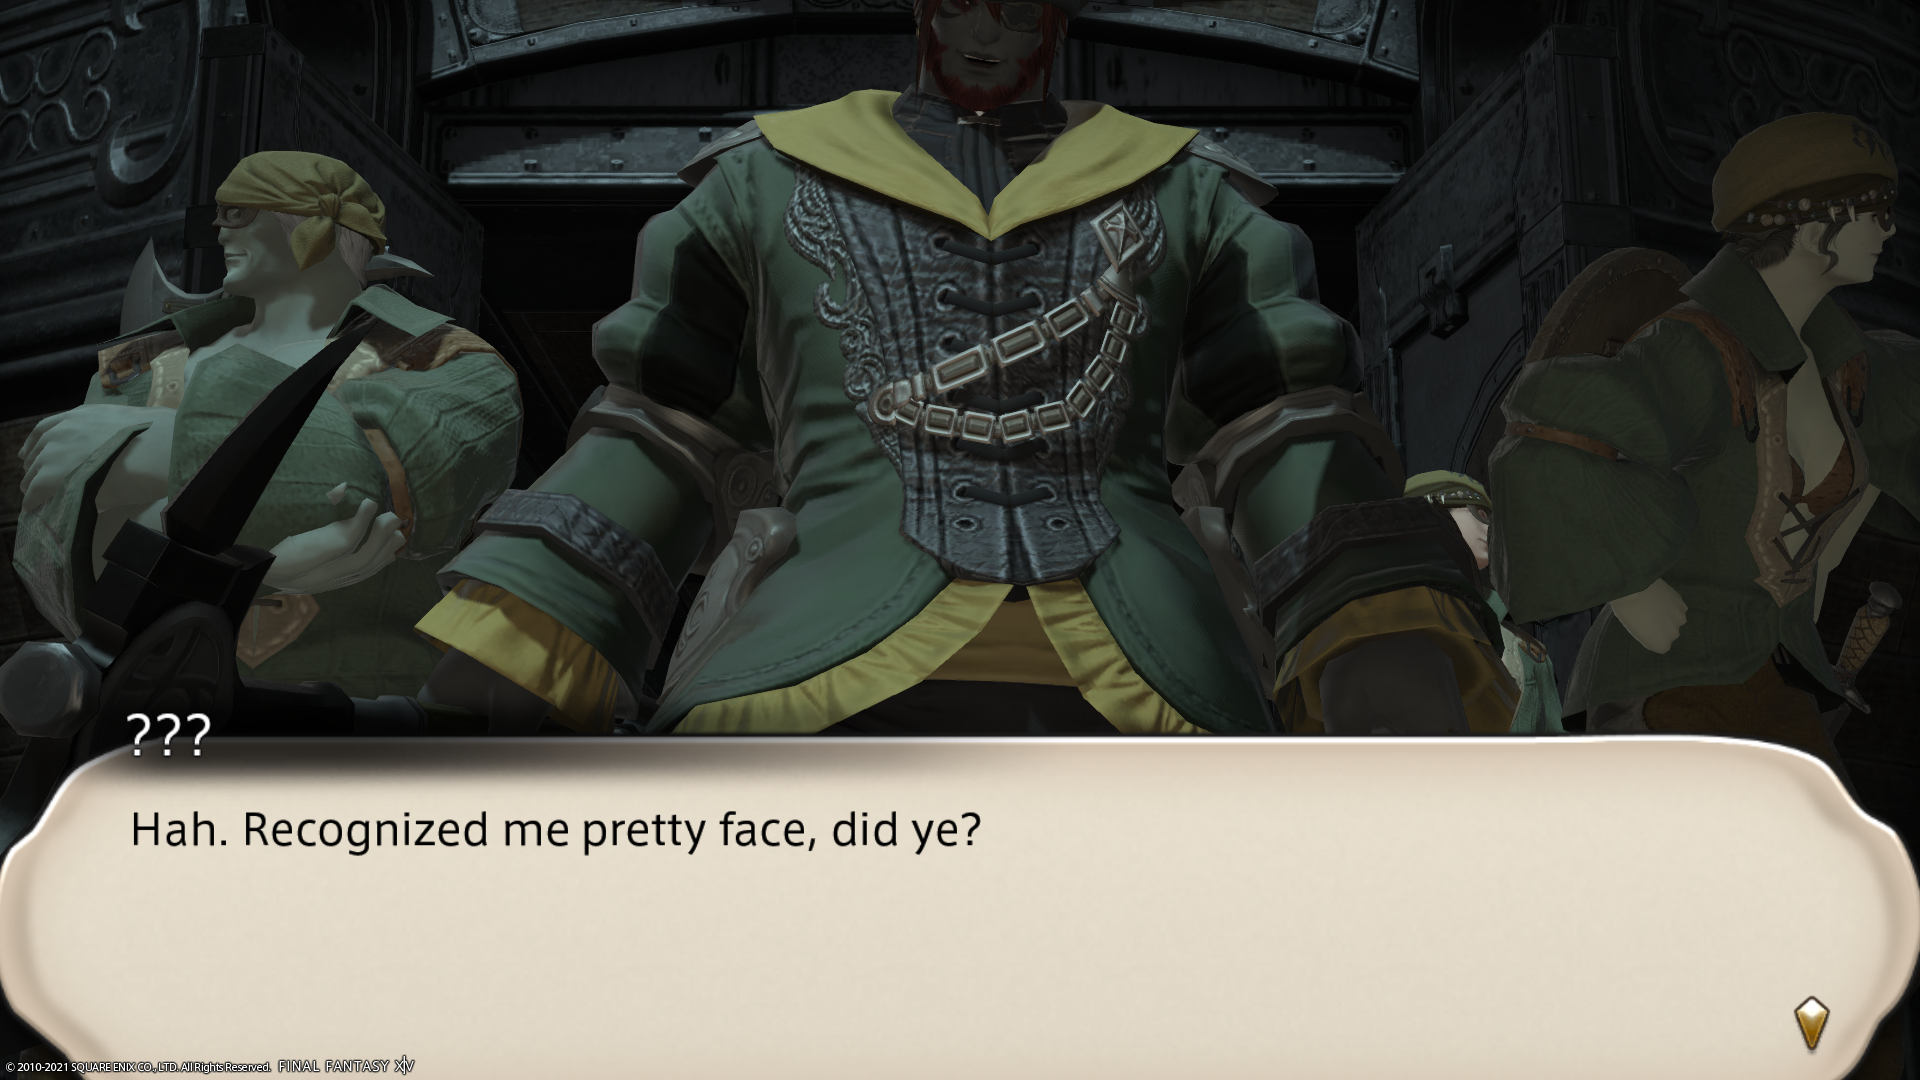 ???
Hah. Recognized me pretty face, did ye?
© 2010-2021 SQUARE ENIX CO., LTD. All Rights Reserved. FINAL FANTASY XIV